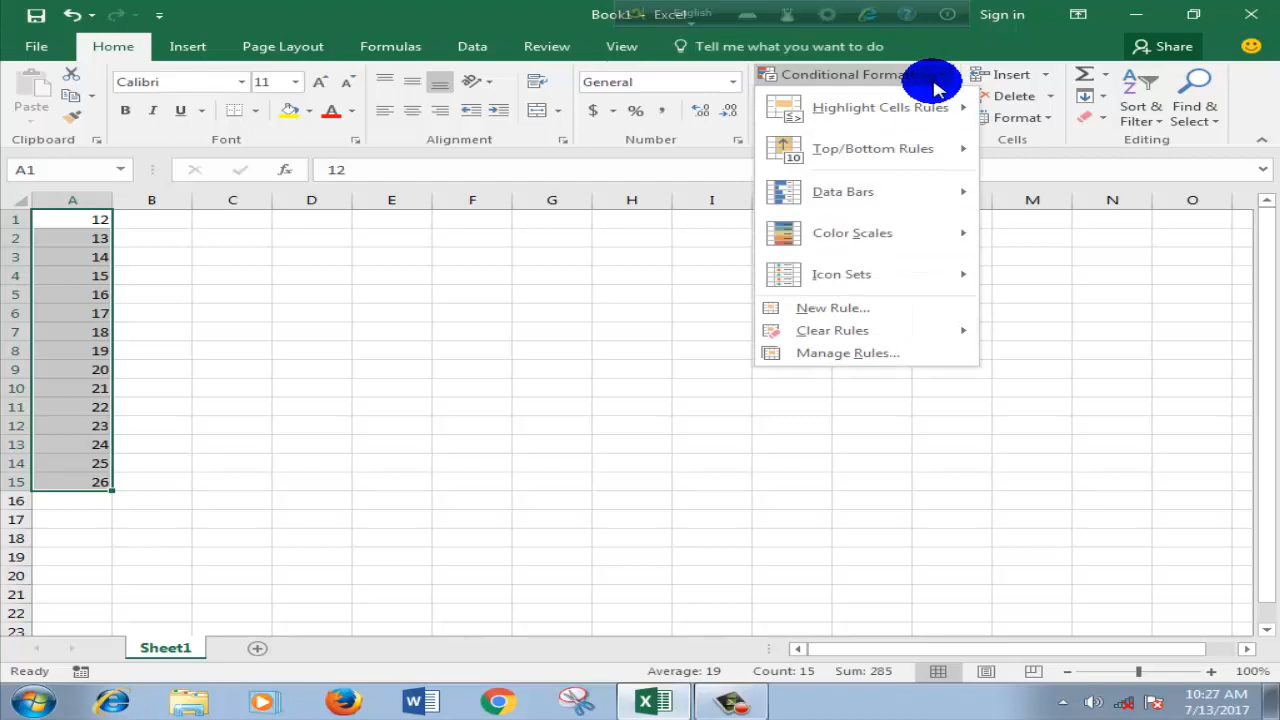 Book1 - Excel
English
Sign in
File
Home
Insert
Page Layout
Formulas
Data
Review
View
Tell me what you want to do
Share
Paste
Clipboard
Calibri
11
B I U
Font
Alignment
General
$ %
Number
Conditional Forma
Insert
Delete
Format
Cells
Sort & Filter
Find & Select
Editing
Highlight Cells Rules
Top/Bottom Rules
Data Bars
Color Scales
Icon Sets
New Rule...
Clear Rules
Manage Rules...
A1
fx
12
A B C D E F G H I M N O
1 12
2 13
3 14
4 15
5 16
6 17
7 18
8 19
9 20
10 21
11 22
12 23
13 24
14 25
15 26
16
17
18
19
20
21
22
23
Sheet1
Ready
Average: 19
Count: 15
Sum: 285
100%
10:27 AM
7/13/2017